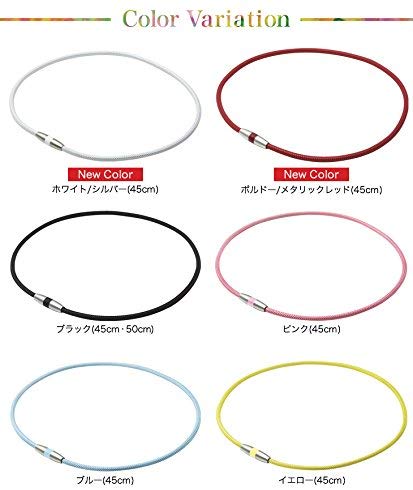 Color Variation
New Color
ホワイト/シルバー(45cm)
New Color
ボルドー/メタリックレッド(45cm)
ブラック(45cm・50cm)
ピンク(45cm)
ブルー(45cm)
イエロー(45cm)